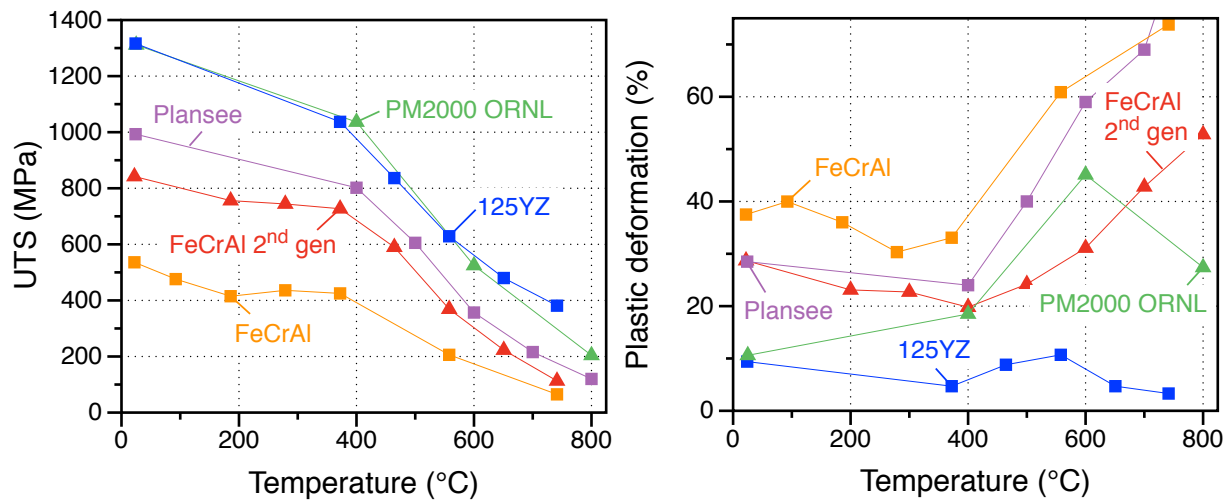 1400
1200
1000
800
600
400
200
0
UTS (MPa)
Plansee
PM2000 ORNL
125YZ
FeCrAl 2nd gen
FeCrAl
0
200
400
600
800
Temperature (°C)
60
40
20
0
Plastic deformation (%)
FeCrAl
2nd gen
FeCrAl
Plansee
PM2000 ORNL
125YZ
0
200
400
600
800
Temperature (°C)